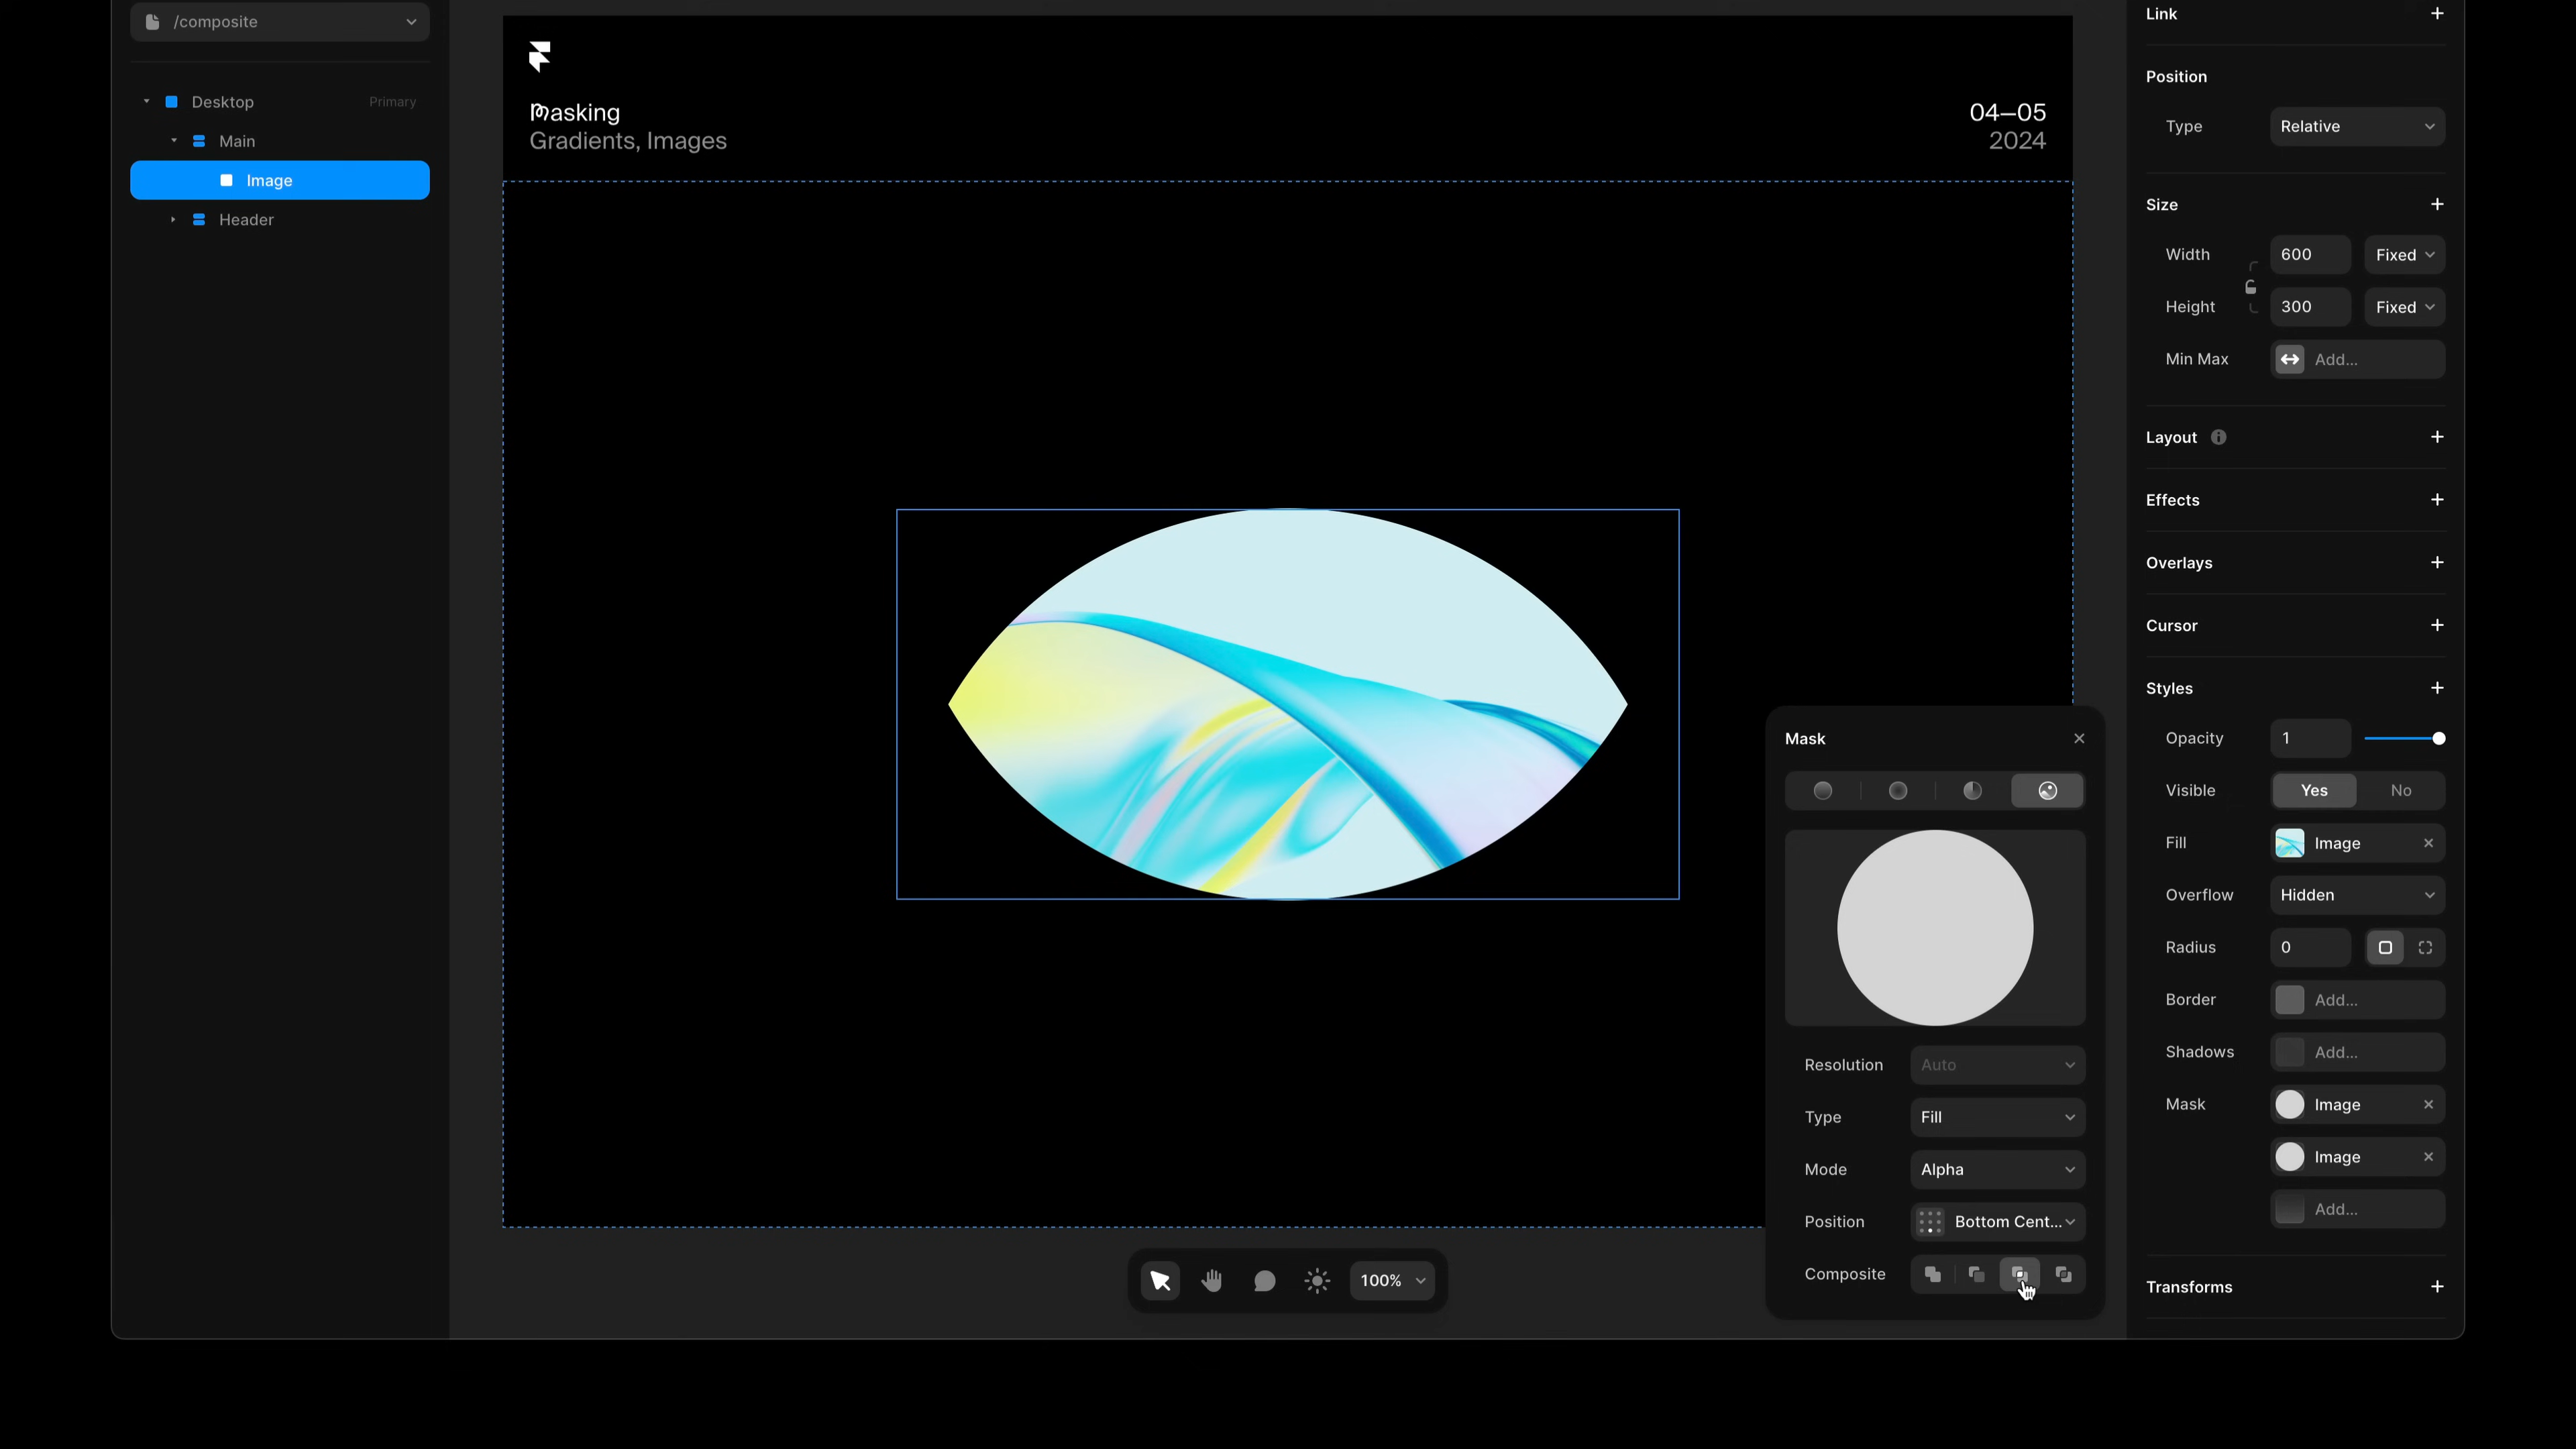 /composite
Desktop
Primary
Main
Image
Header
Masking
Gradients, Images
04–05
2024
Link
Position
Type
Relative
Size
Width
600
Fixed
Height
300
Fixed
Min Max
Add...
Layout
Effects
Overlays
Cursor
Styles
Opacity
1
Visible
Yes
No
Fill
Image
Overflow
Hidden
Radius
0
Border
Add...
Shadows
Add...
Mask
Image
Image
Add...
Transforms
Mask
Resolution
Auto
Type
Fill
Mode
Alpha
Position
Bottom Cent...
Composite
100%